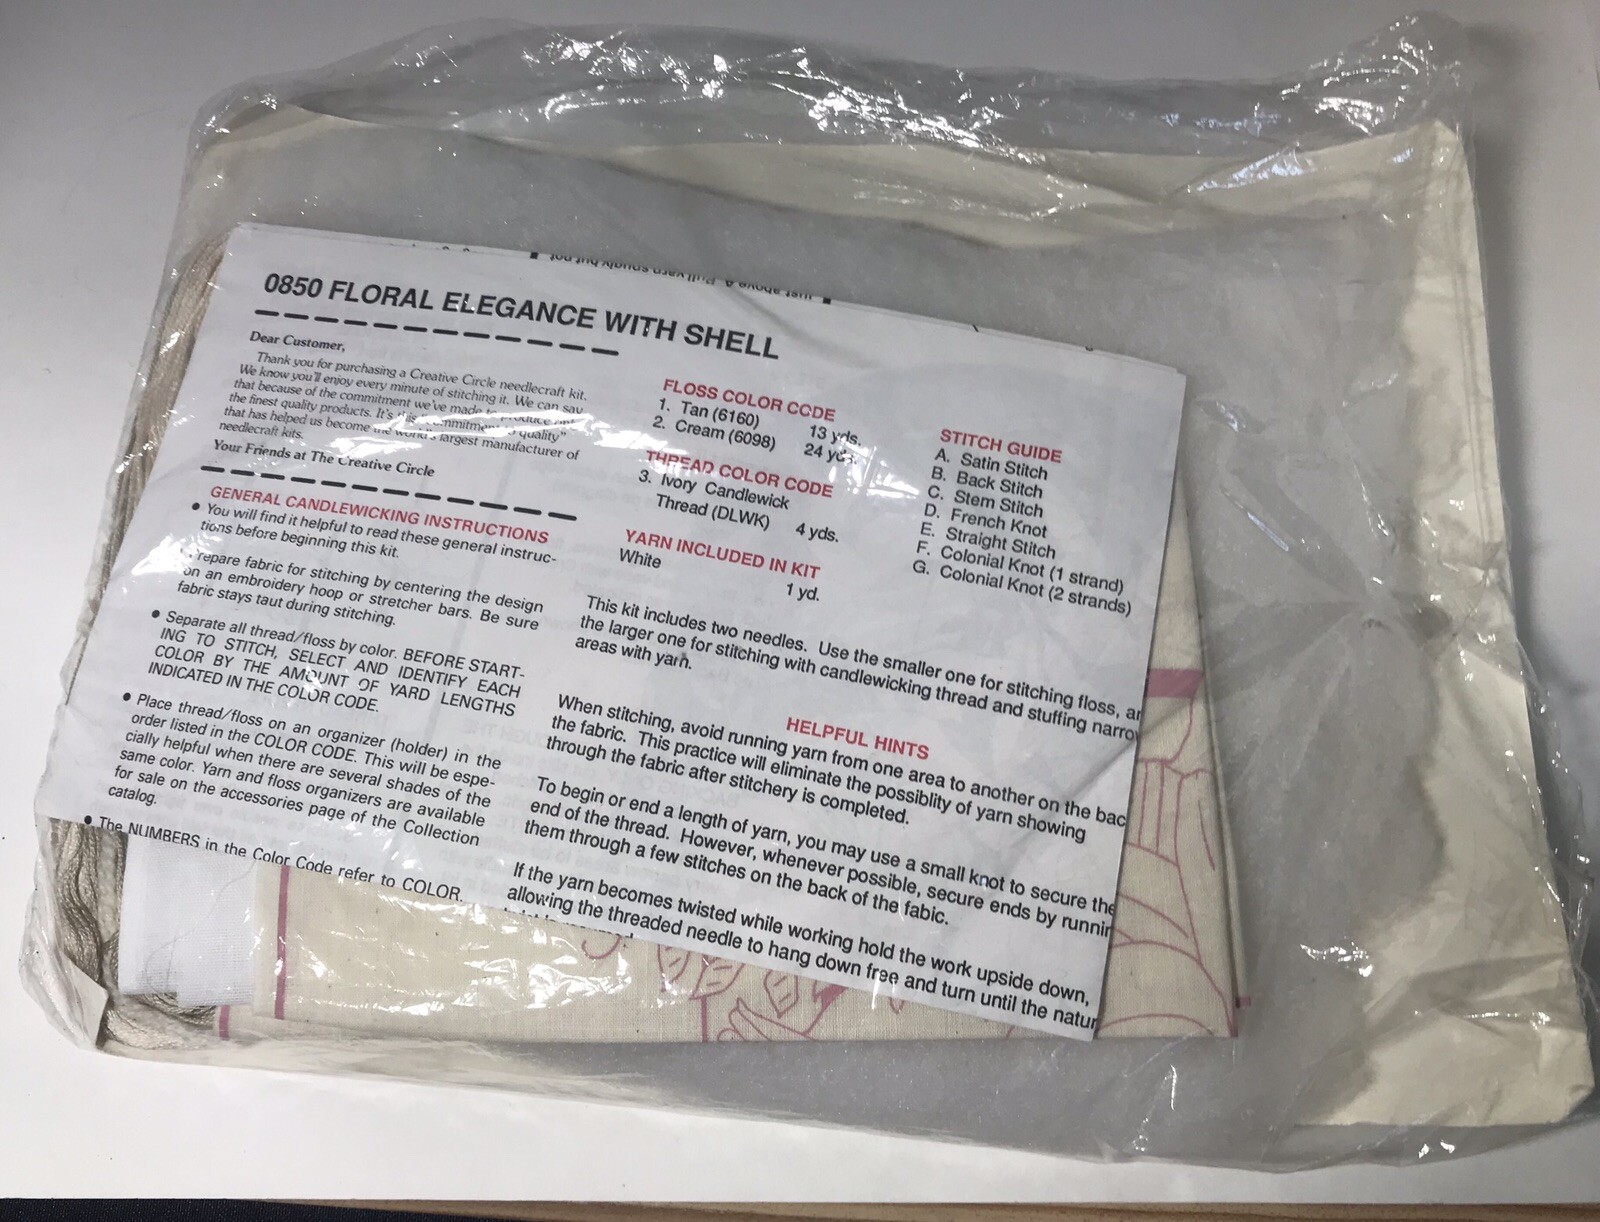 just above A. Pull yarn snugly but not
0850 FLORAL ELEGANCE WITH SHELL
Dear Customer,
Thank you for purchasing a Creative Circle needlecraft kit.
We know you'll enjoy every minute of stitching it. We can say
that because of the commitment we've made to produce only
the finest quality products. It's this "commitment to quality"
that has helped us become the world's largest manufacturer of
needlecraft kits.
Your Friends at The Creative Circle
GENERAL CANDLEWICKING INSTRUCTIONS
• You will find it helpful to read these general instruc-
tions before beginning this kit.
Prepare fabric for stitching by centering the design
on an embroidery hoop or stretcher bars. Be sure
fabric stays taut during stitching.
• Separate all thread/floss by color. BEFORE START-
ING TO STITCH, SELECT AND IDENTIFY EACH
COLOR BY THE AMOUNT OF YARD LENGTHS
INDICATED IN THE COLOR CODE.
• Place thread/floss on an organizer (holder) in the
order listed in the COLOR CODE. This will be espe-
cially helpful when there are several shades of the
same color. Yarn and floss organizers are available
for sale on the accessories page of the Collection
catalog.
• The NUMBERS in the Color Code refer to COLOR.
FLOSS COLOR CODE
1. Tan (6160) 13 yds.
2. Cream (6098) 24 yds.
THREAD COLOR CODE
3. Ivory Candlewick
Thread (DLWK) 4 yds.
YARN INCLUDED IN KIT
White 1 yd.
STITCH GUIDE
A. Satin Stitch
B. Back Stitch
C. Stem Stitch
D. French Knot
E. Straight Stitch
F. Colonial Knot (1 strand)
G. Colonial Knot (2 strands)
This kit includes two needles. Use the smaller one for stitching floss, an
the larger one for stitching with candlewicking thread and stuffing narrow
areas with yarn.
HELPFUL HINTS
When stitching, avoid running yarn from one area to another on the bac
the fabric. This practice will eliminate the possiblity of yarn showing
through the fabric after stitchery is completed.
To begin or end a length of yarn, you may use a small knot to secure the
end of the thread. However, whenever possible, secure ends by runnin
them through a few stitches on the back of the fabic.
If the yarn becomes twisted while working hold the work upside down,
allowing the threaded needle to hang down free and turn until the natur